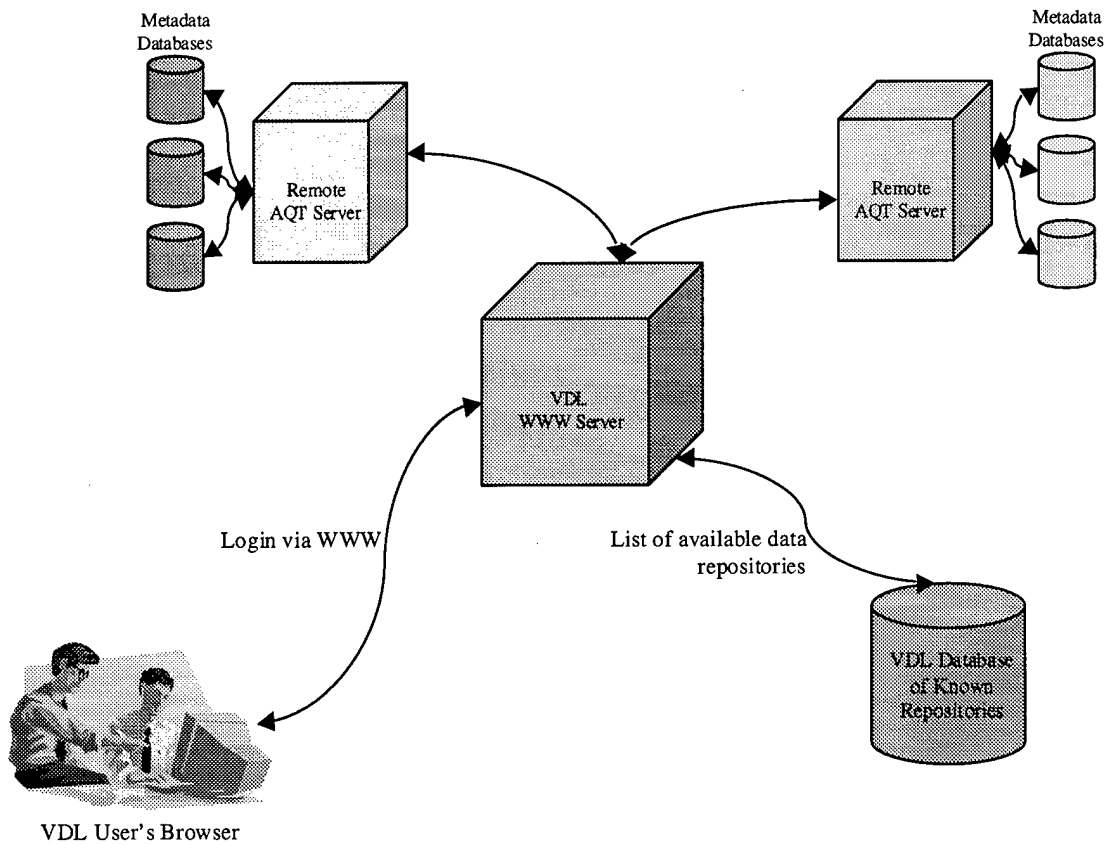 Metadata
Databases
Metadata
Databases
Remote
AQT Server
Remote
AQT Server
VDL
WWW Server
Login via WWW
List of available data
repositories
VDL Database
of Known
Repositories
VDL User's Browser